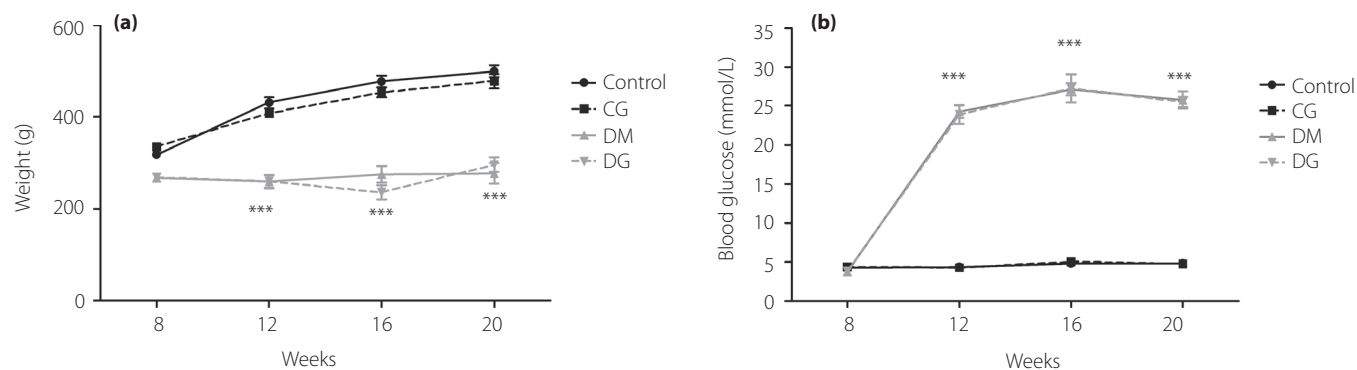 (a)
600
400
200
0
Weight (g)
8 12 16 20
Weeks
*** *** ***
Control
CG
DM
DG
(b)
35
30
25
20
15
10
5
0
Blood glucose (mmol/L)
8 12 16 20
Weeks
*** *** ***
Control
CG
DM
DG